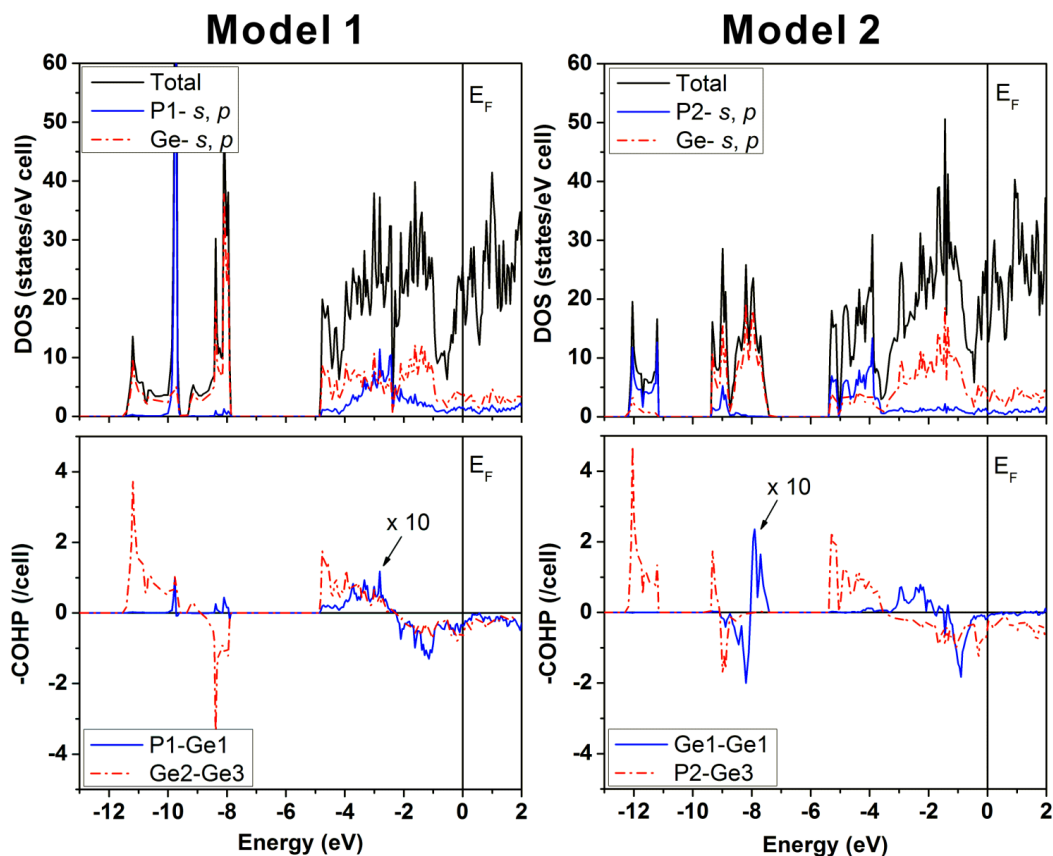 Model 1
Model 2
60
50
40
30
20
10
0
DOS (states/eV cell)
Total
P1- s, p
Ge- s, p
E_F
60
50
40
30
20
10
0
DOS (states/eV cell)
Total
P2- s, p
Ge- s, p
E_F
4
2
0
-2
-4
-COHP (/cell)
E_F
x 10
P1-Ge1
Ge2-Ge3
-12 -10 -8 -6 -4 -2 0 2
Energy (eV)
4
2
0
-2
-4
-COHP (/cell)
E_F
x 10
Ge1-Ge1
P2-Ge3
-12 -10 -8 -6 -4 -2 0 2
Energy (eV)